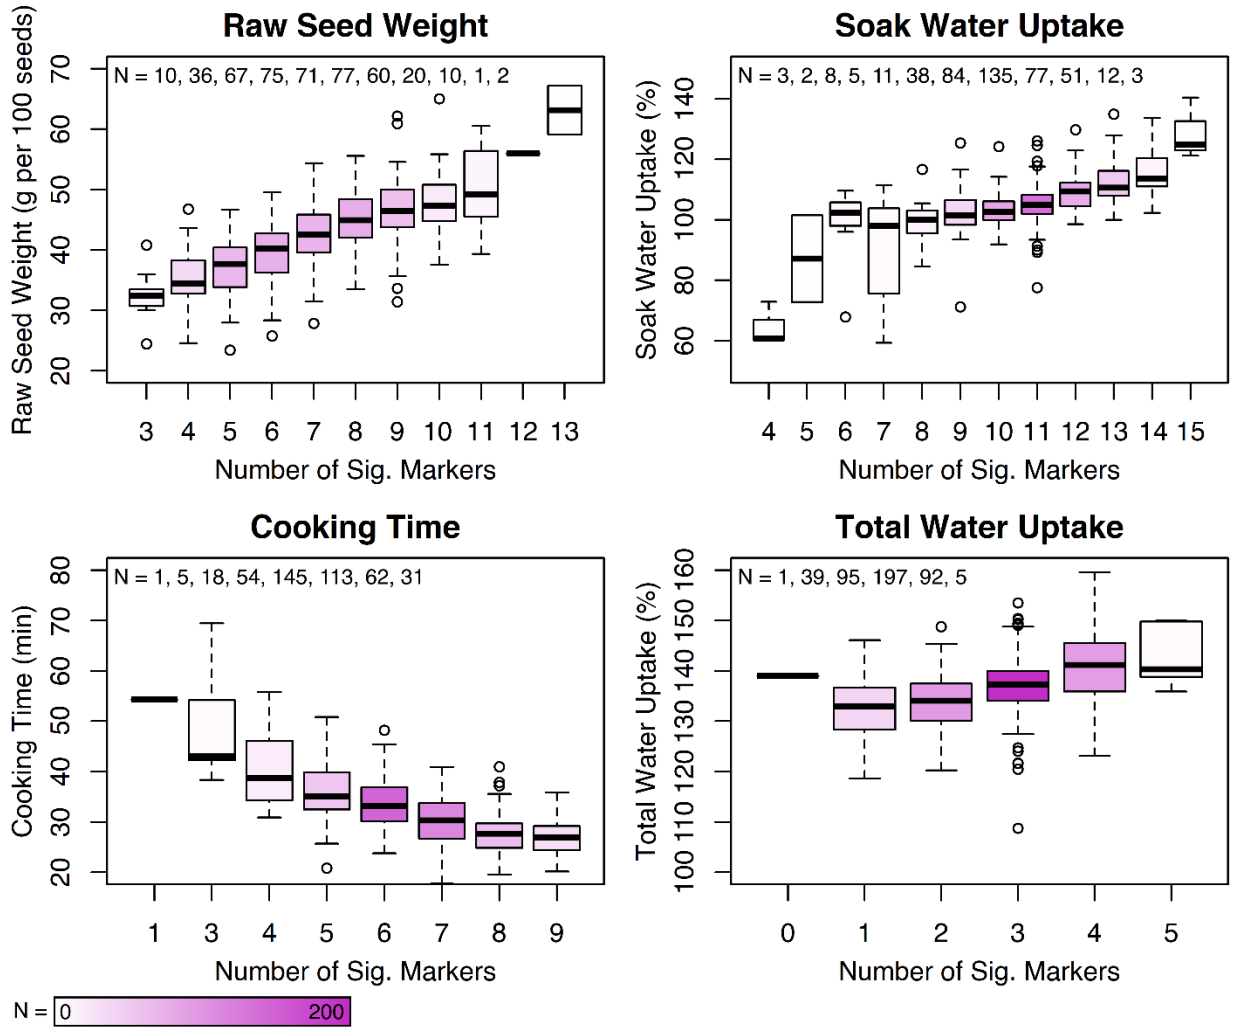 Raw Seed Weight
N = 10, 36, 67, 75, 71, 77, 60, 20, 10, 1, 2
Raw Seed Weight (g per 100 seeds)
70
60
50
40
30
20
3 4 5 6 7 8 9 10 11 12 13
Number of Sig. Markers
Soak Water Uptake
N = 3, 2, 8, 5, 11, 38, 84, 135, 77, 51, 12, 3
Soak Water Uptake (%)
140
120
100
80
60
4 5 6 7 8 9 10 11 12 13 14 15
Number of Sig. Markers
Cooking Time
N = 1, 5, 18, 54, 145, 113, 62, 31
Cooking Time (min)
80
70
60
50
40
30
20
1 3 4 5 6 7 8 9
Number of Sig. Markers
Total Water Uptake
N = 1, 39, 95, 197, 92, 5
Total Water Uptake (%)
160
150
140
130
120
110
100
0 1 2 3 4 5
Number of Sig. Markers
N = 0 200